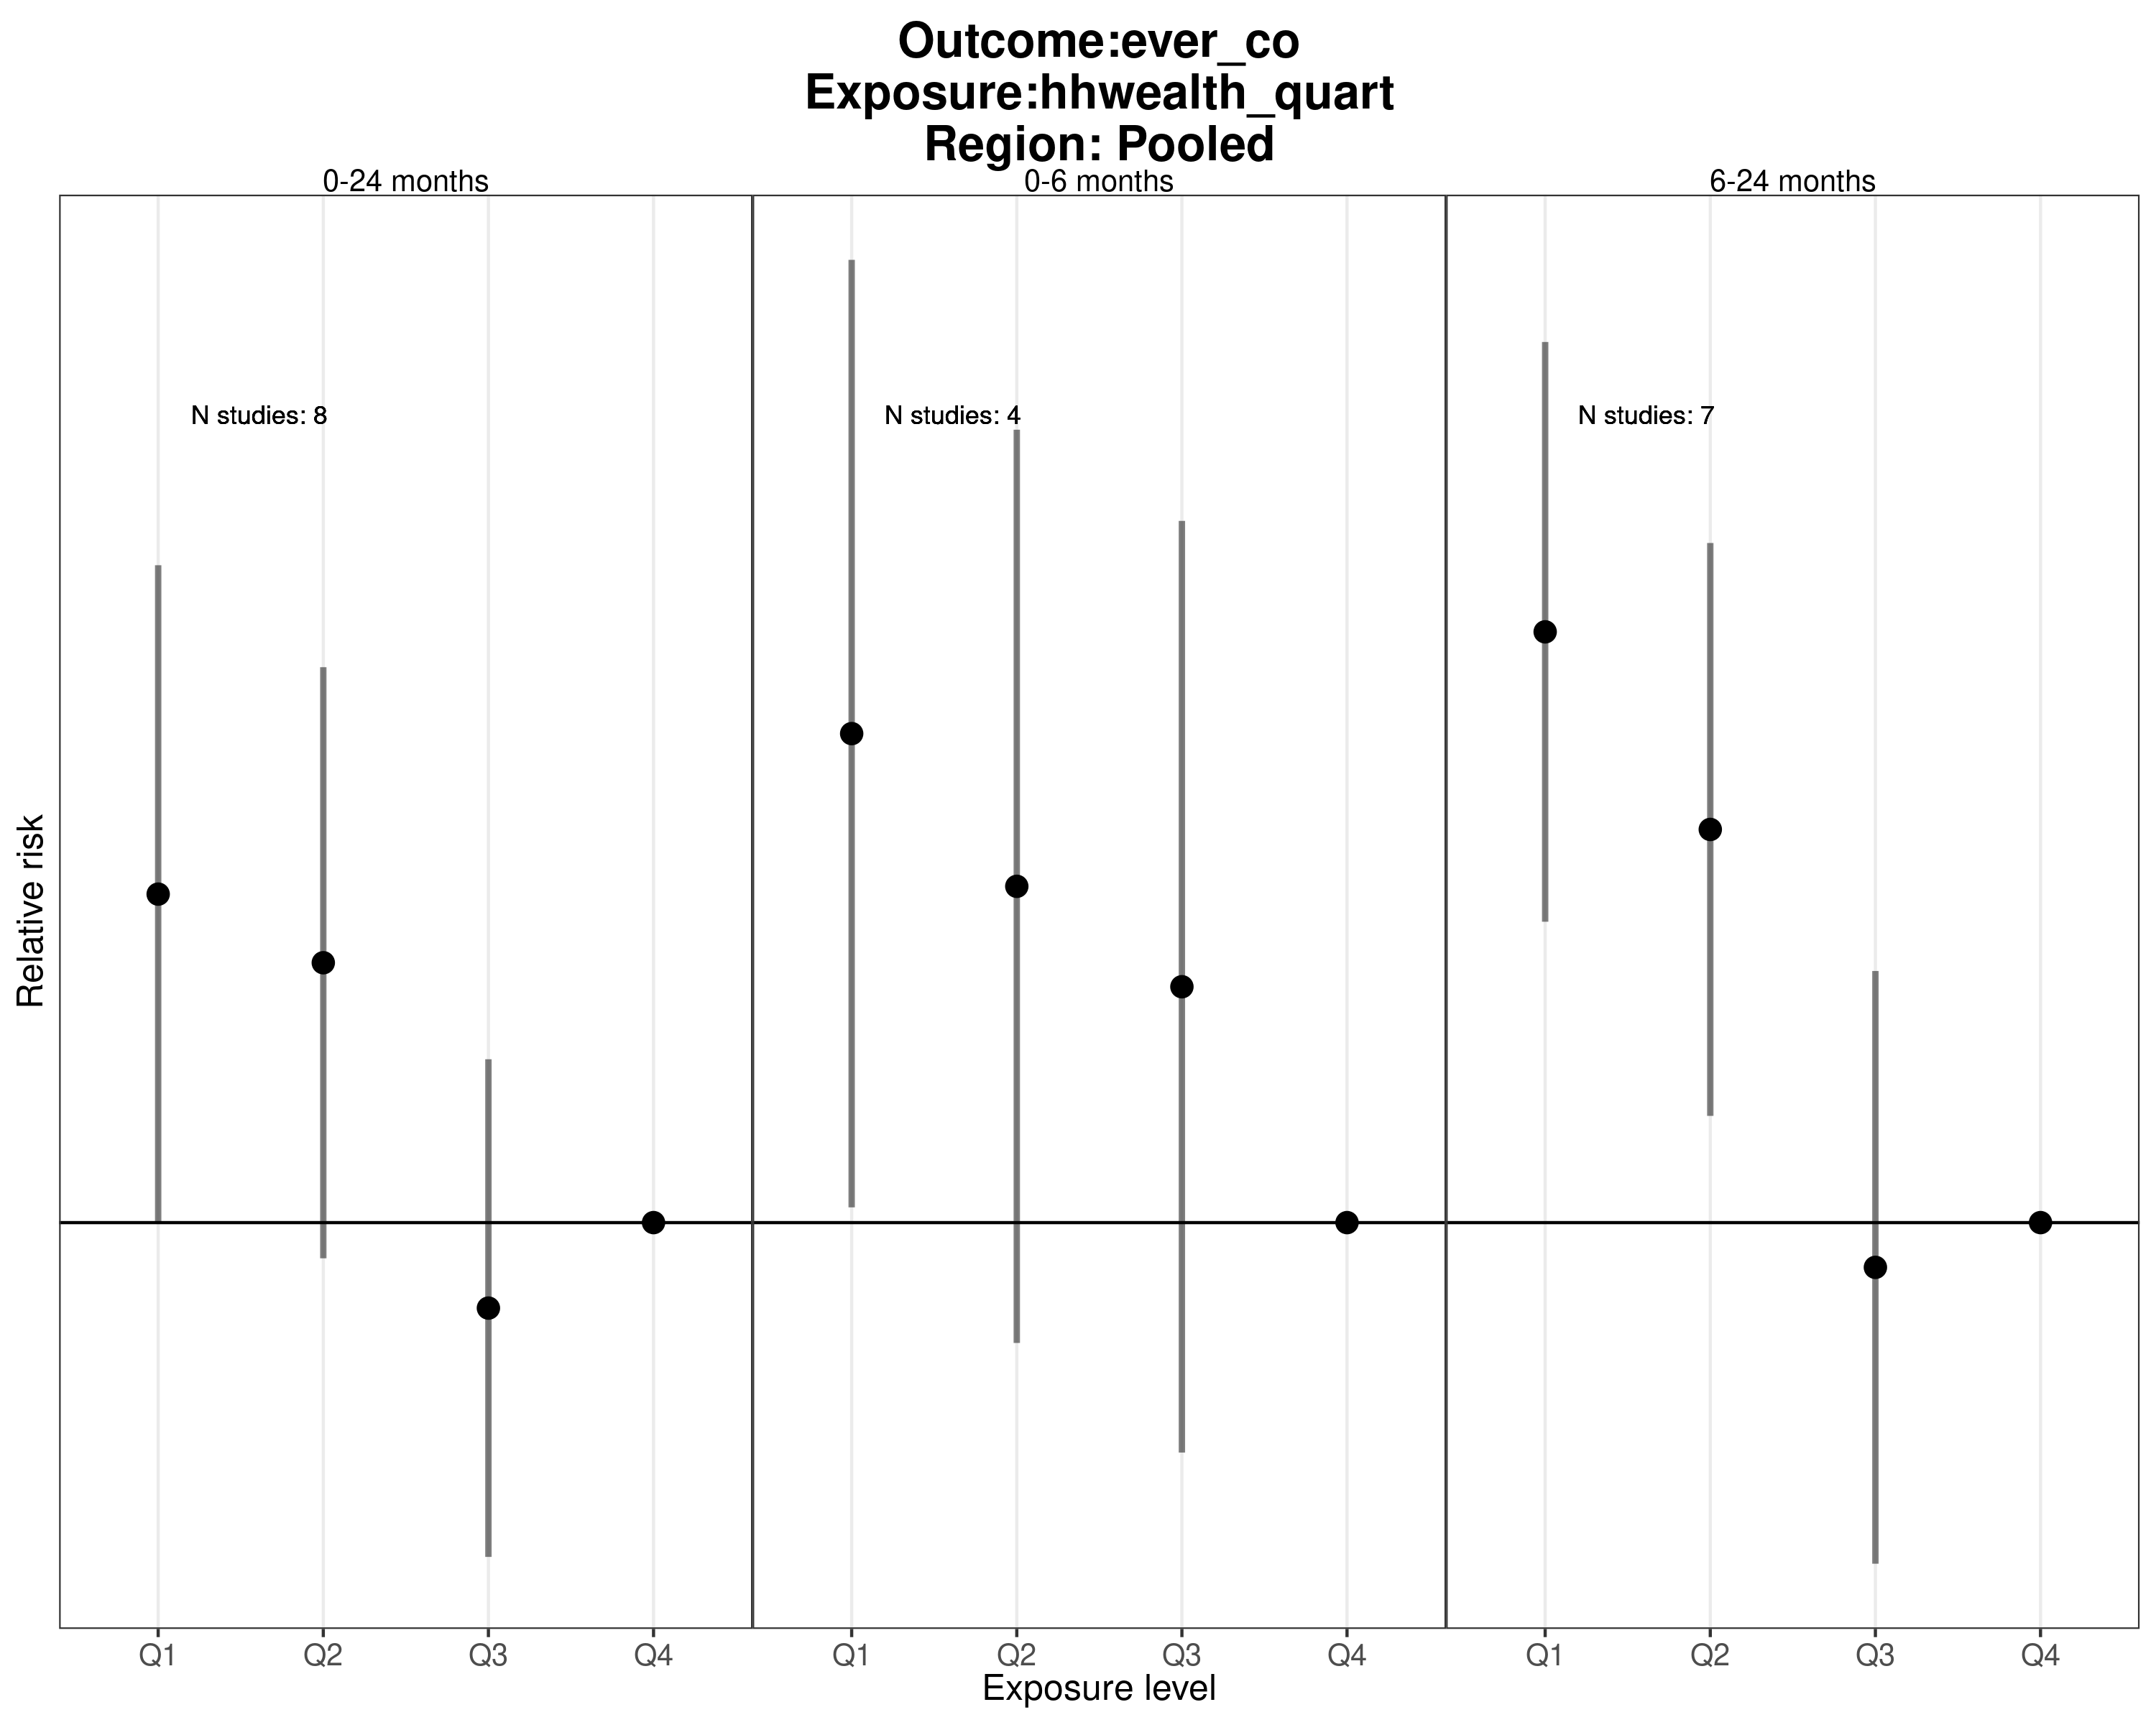 Outcome:ever_co
Exposure:hhwealth_quart
Region: Pooled
0-24 months
0-6 months
6-24 months
N studies: 8
N studies: 4
N studies: 7
Relative risk
Q1 Q2 Q3 Q4 Q1 Q2 Q3 Q4 Q1 Q2 Q3 Q4
Exposure level